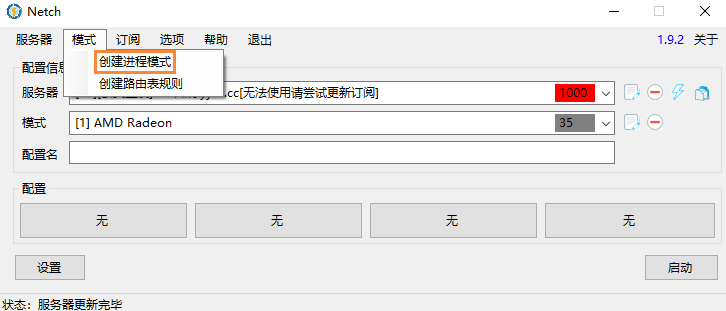 Netch
服务器 模式 订阅 选项 帮助 退出 1.9.2 关于
创建进程模式
创建路由表规则
配置信息
服务器 .cc[无法使用请尝试更新订阅] 1000
模式 [1] AMD Radeon 35
配置名
配置
无 无 无 无
设置 启动
状态：服务器更新完毕